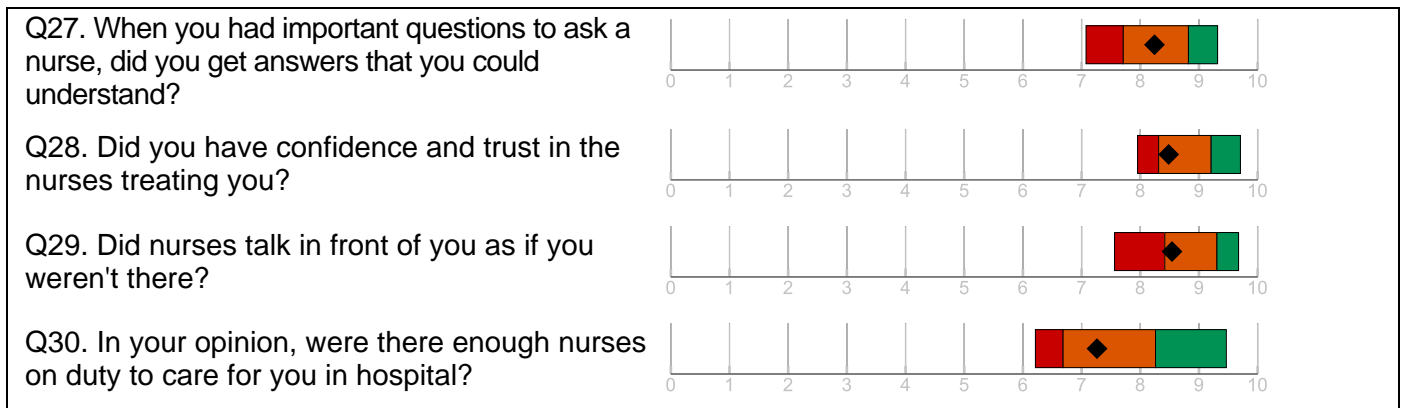 Q27. When you had important questions to ask a
nurse, did you get answers that you could
understand?
0 1 2 3 4 5 6 7 8 9 10
Q28. Did you have confidence and trust in the
nurses treating you?
0 1 2 3 4 5 6 7 8 9 10
Q29. Did nurses talk in front of you as if you
weren't there?
0 1 2 3 4 5 6 7 8 9 10
Q30. In your opinion, were there enough nurses
on duty to care for you in hospital?
0 1 2 3 4 5 6 7 8 9 10